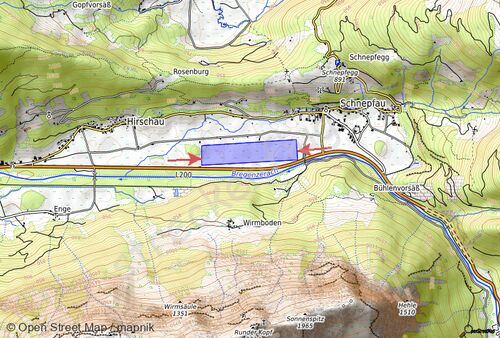 Gopfvorsäß
Schnepfegg
Rosenburg
Schnepfegg
891
Schnepfau
Hirschau
L700
Bregenzerach
Bühlenvorsäß
Enge
Wirmboden
Wirmsäule
1351
Hehle
1510
Sonnenspitz
1965
Runder Kopf
© Open Street Map / mapnik